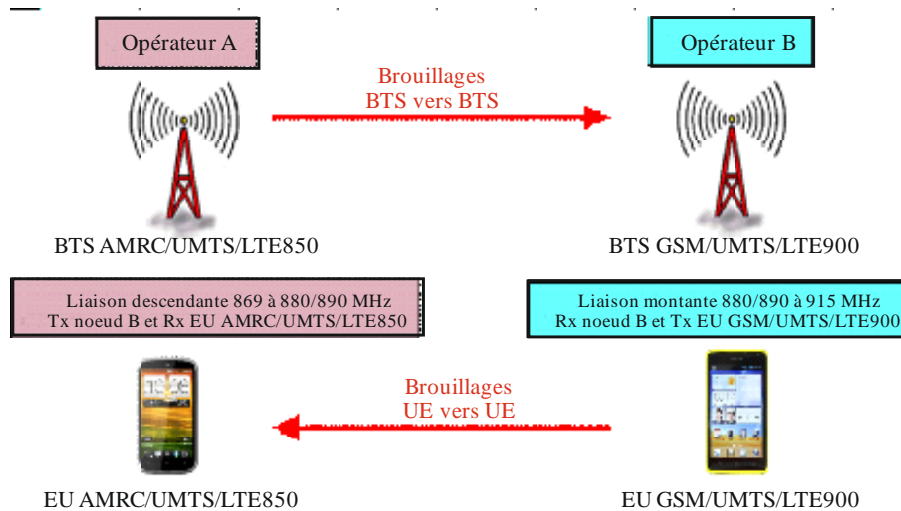 Opérateur A
Opérateur B
Brouillages
BTS vers BTS
BTS AMRC/UMTS/LTE850
BTS GSM/UMTS/LTE900
Liaison descendante 869 à 880/890 MHz
Tx noeud B et Rx EU AMRC/UMTS/LTE850
Liaison montante 880/890 à 915 MHz
Rx noeud B et Tx EU GSM/UMTS/LTE900
Brouillages
UE vers UE
EU AMRC/UMTS/LTE850
EU GSM/UMTS/LTE900